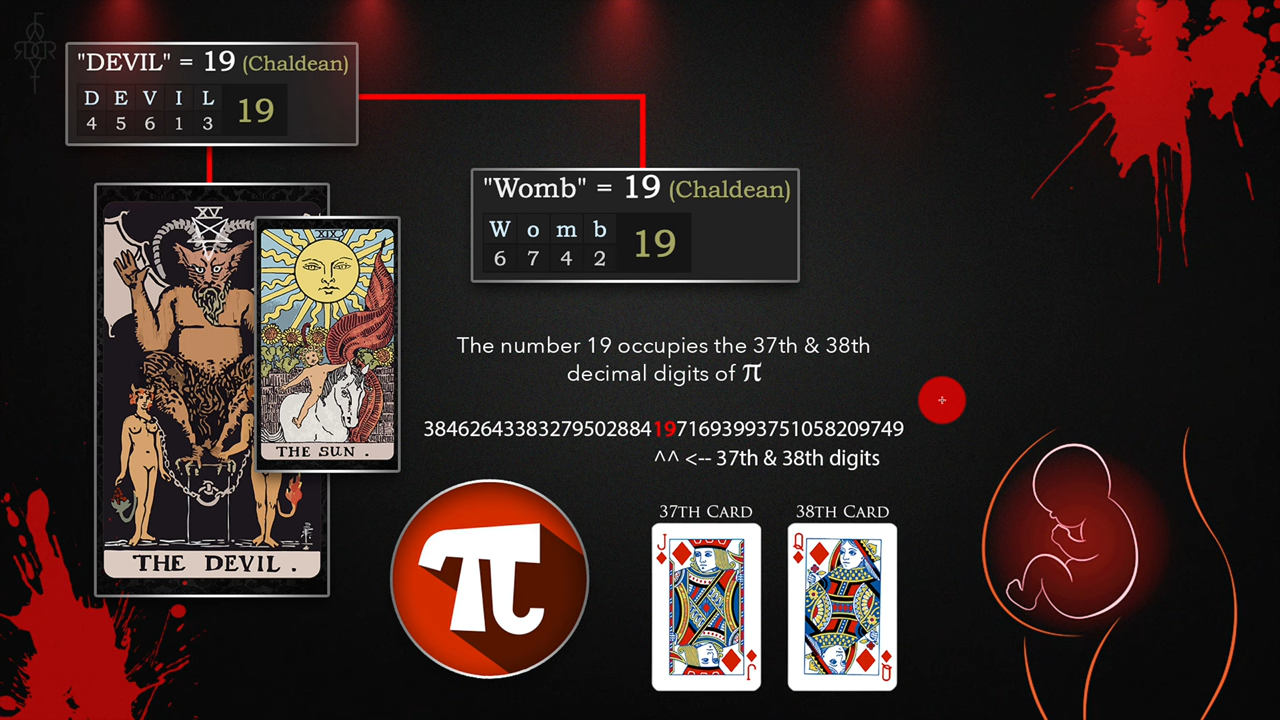 "DEVIL" = 19 (Chaldean)
D E V I L 19
4 5 6 1 3
"Womb" = 19 (Chaldean)
W o m b 19
6 7 4 2
XV
THE DEVIL.
XIX
THE SUN.
The number 19 occupies the 37th & 38th
decimal digits of π
384626433832795028841971693993751058209749
^^ <-- 37th & 38th digits
π
37TH CARD
38TH CARD
J
J
Q
Q